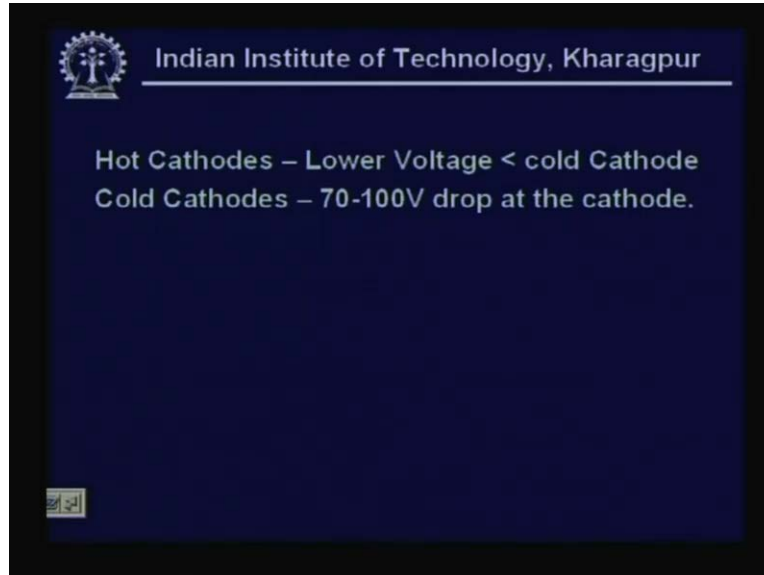 Indian Institute of Technology, Kharagpur
Hot Cathodes – Lower Voltage < cold Cathode
Cold Cathodes – 70-100V drop at the cathode.